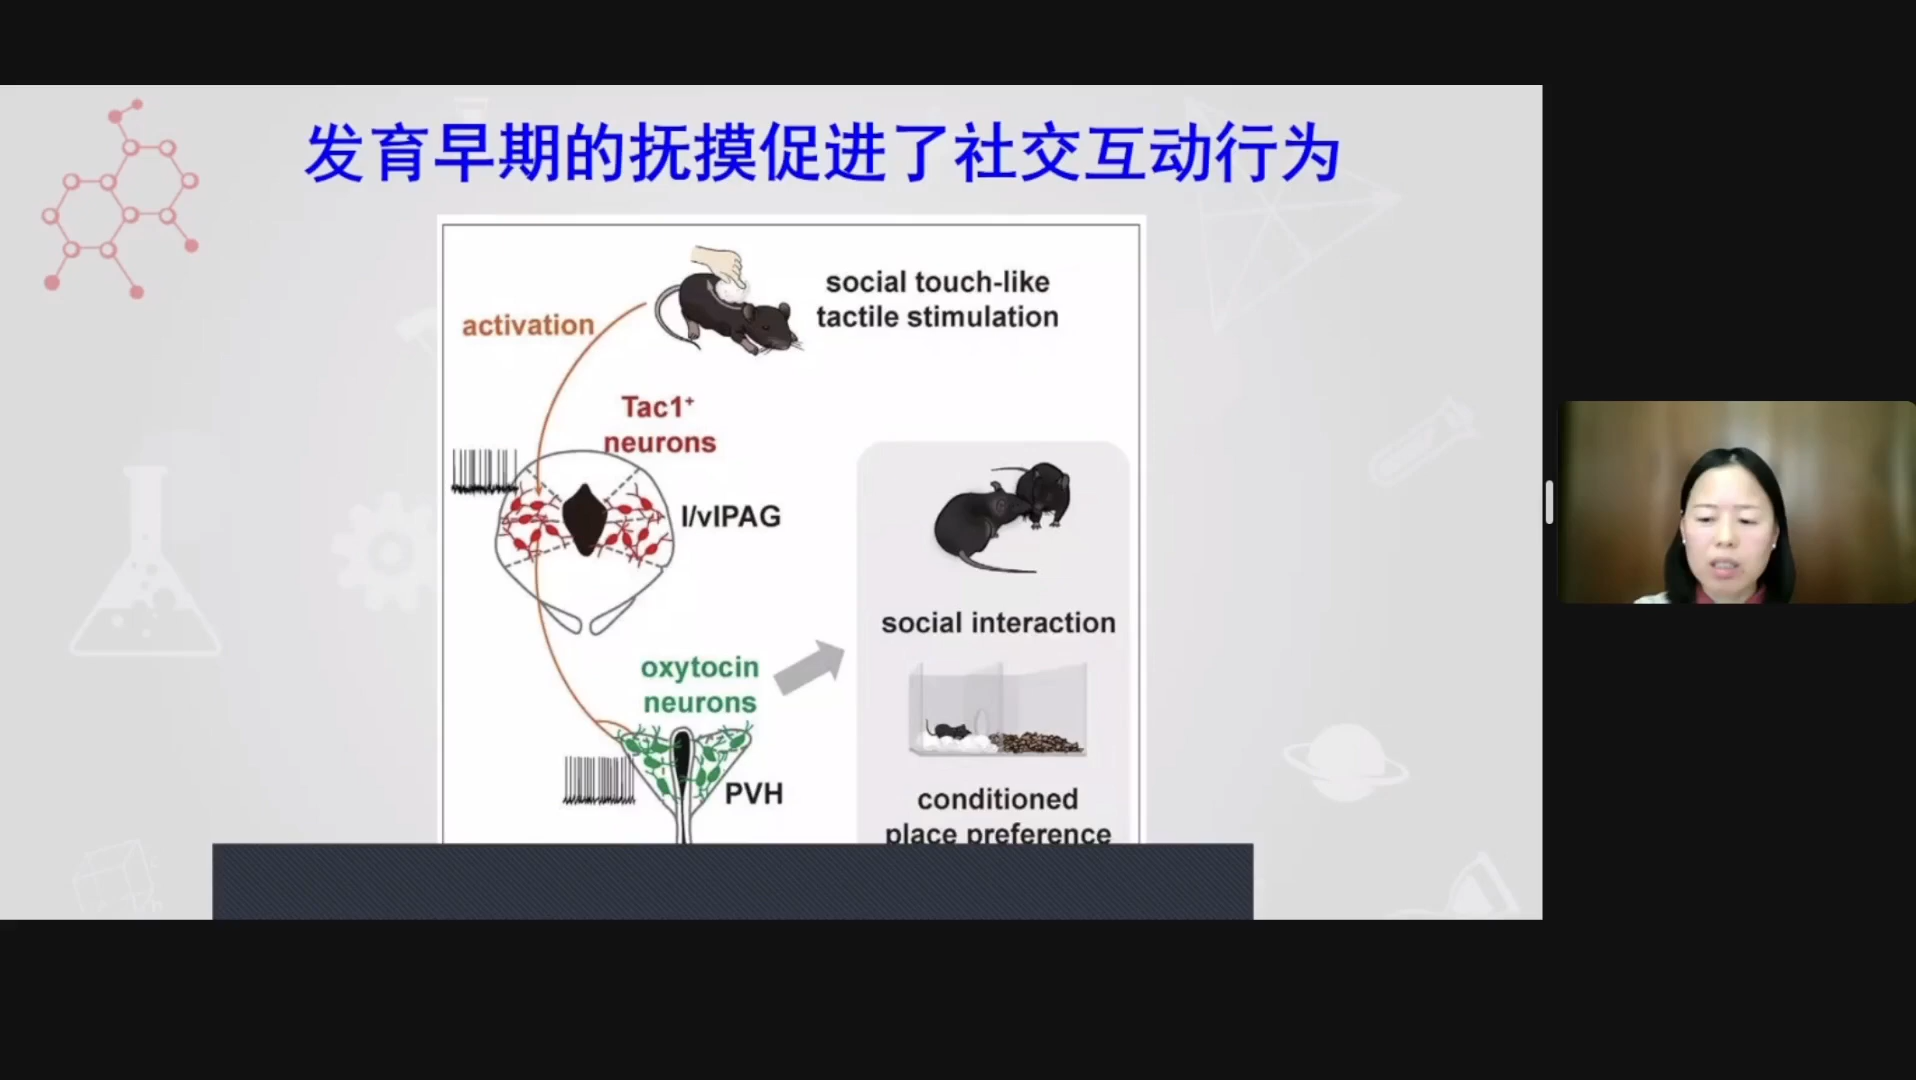 发育早期的抚摸促进了社交互动行为
social touch-like
tactile stimulation
activation
Tac1⁺
neurons
l/vlPAG
social interaction
oxytocin
neurons
PVH
conditioned
place preference